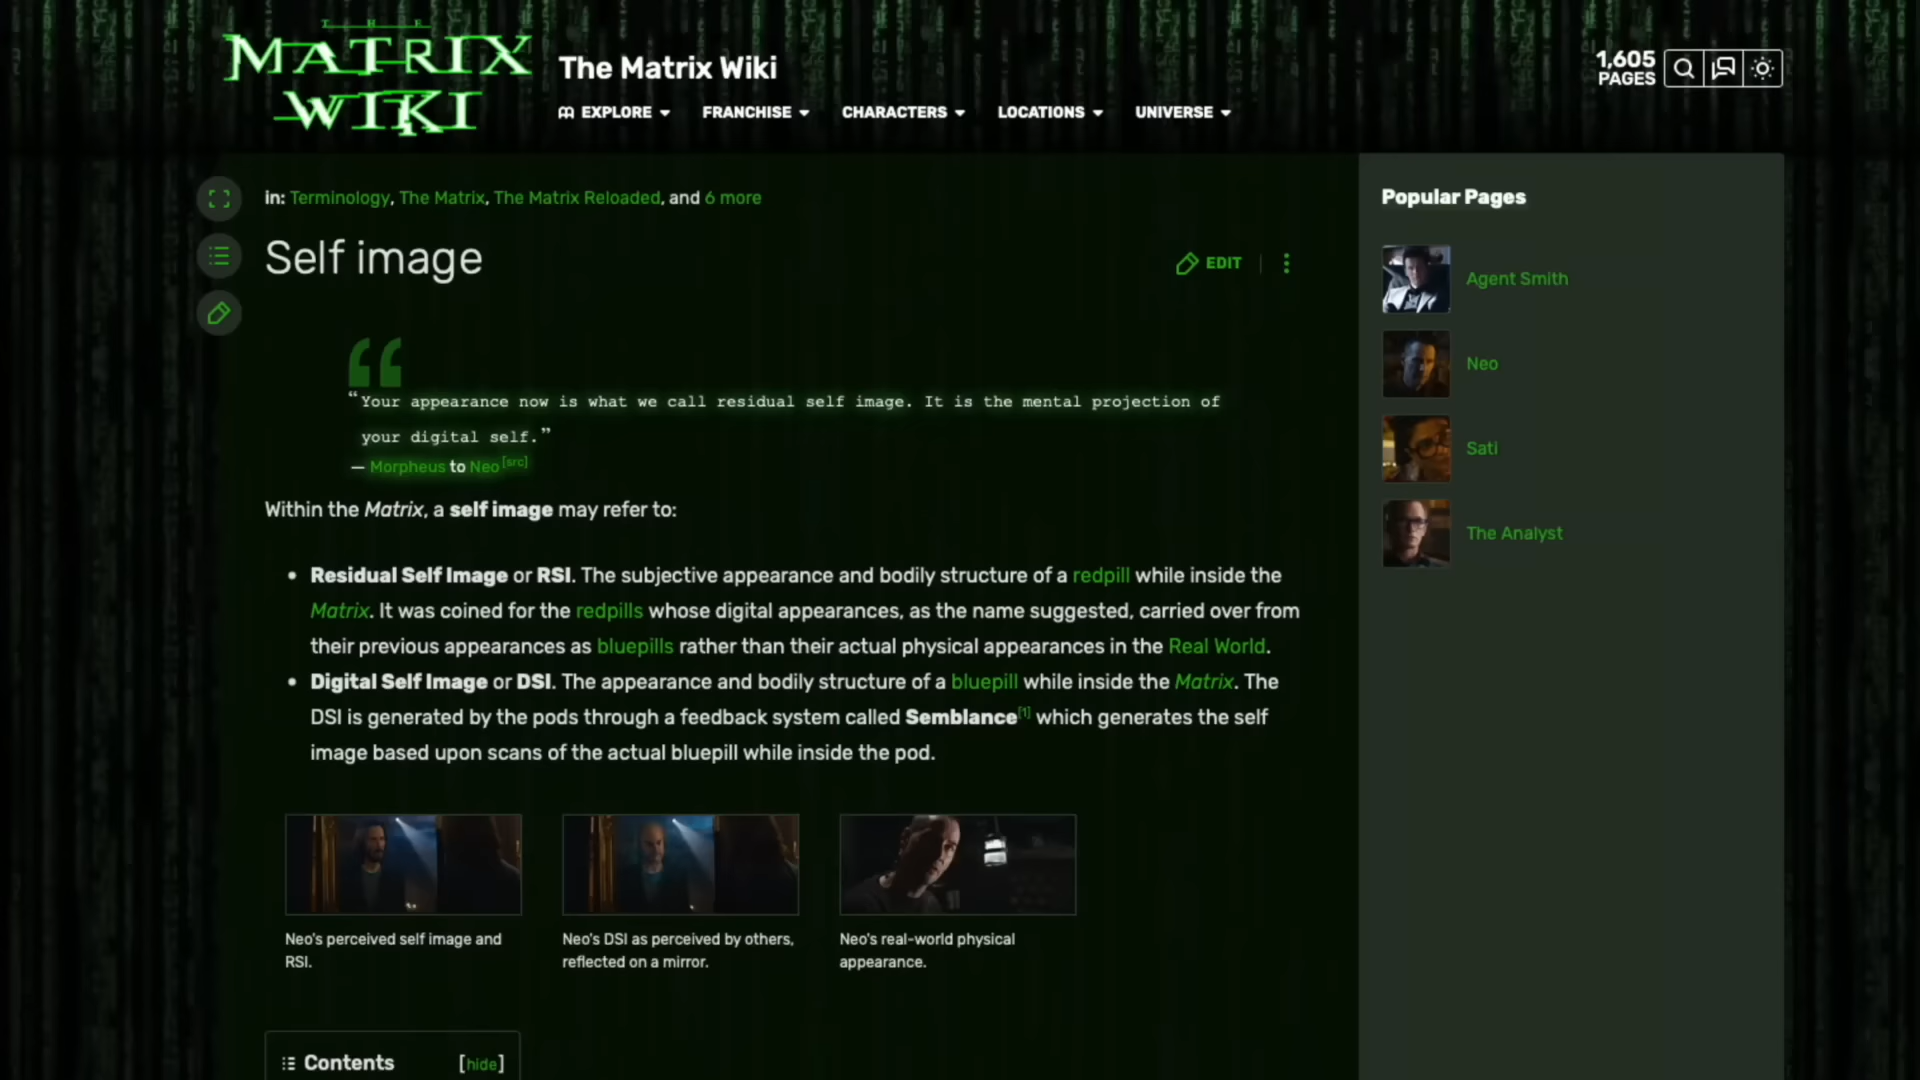 THE
MATRIX
WIKI
The Matrix Wiki
EXPLORE
FRANCHISE
CHARACTERS
LOCATIONS
UNIVERSE
1,605
PAGES
in: Terminology, The Matrix, The Matrix Reloaded, and 6 more
Self image
EDIT
“Your appearance now is what we call residual self image. It is the mental projection of
your digital self.”
— Morpheus to Neo [src]
Within the Matrix, a self image may refer to:
• Residual Self Image or RSI. The subjective appearance and bodily structure of a redpill while inside the
Matrix. It was coined for the redpills whose digital appearances, as the name suggested, carried over from
their previous appearances as bluepills rather than their actual physical appearances in the Real World.
• Digital Self Image or DSI. The appearance and bodily structure of a bluepill while inside the Matrix. The
DSI is generated by the pods through a feedback system called Semblance[1] which generates the self
image based upon scans of the actual bluepill while inside the pod.
Neo's perceived self image and
RSI.
Neo's DSI as perceived by others,
reflected on a mirror.
Neo's real-world physical
appearance.
Contents [hide]
Popular Pages
Agent Smith
Neo
Sati
The Analyst